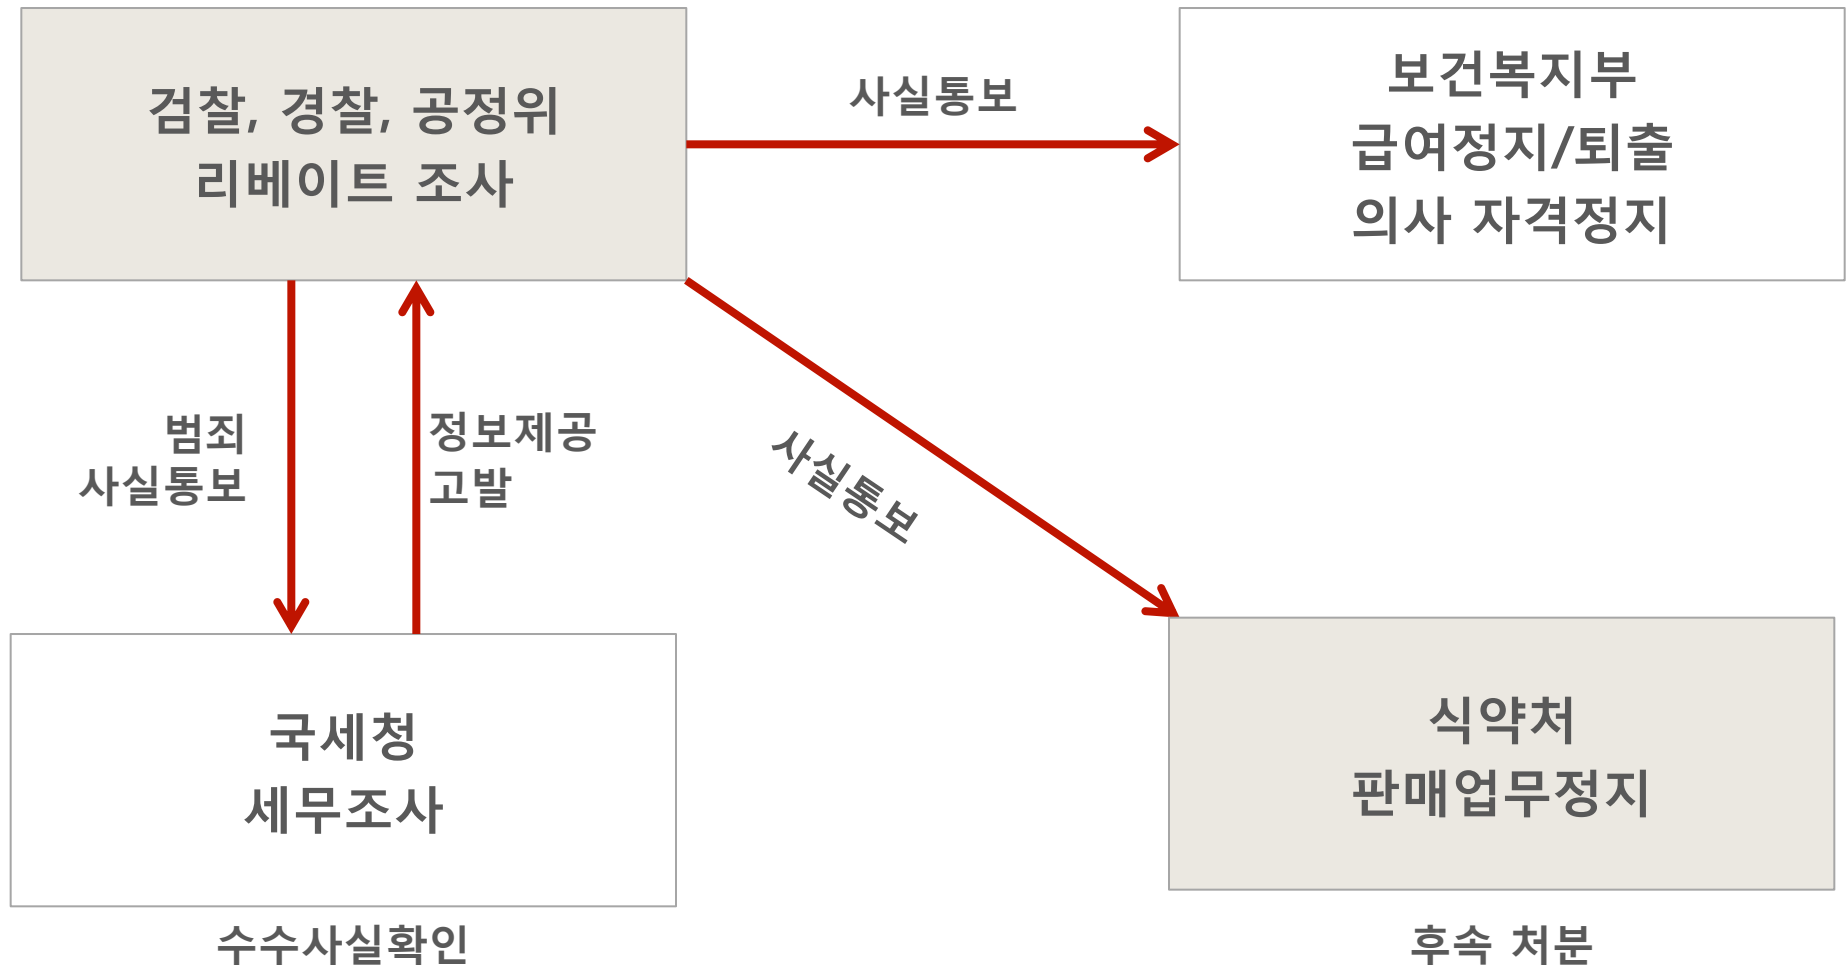 검찰, 경찰, 공정위
리베이트 조사
사실통보
보건복지부
급여정지/퇴출
의사 자격정지
범죄
사실통보
정보제공
고발
사실통보
국세청
세무조사
식약처
판매업무정지
수수사실확인
후속 처분